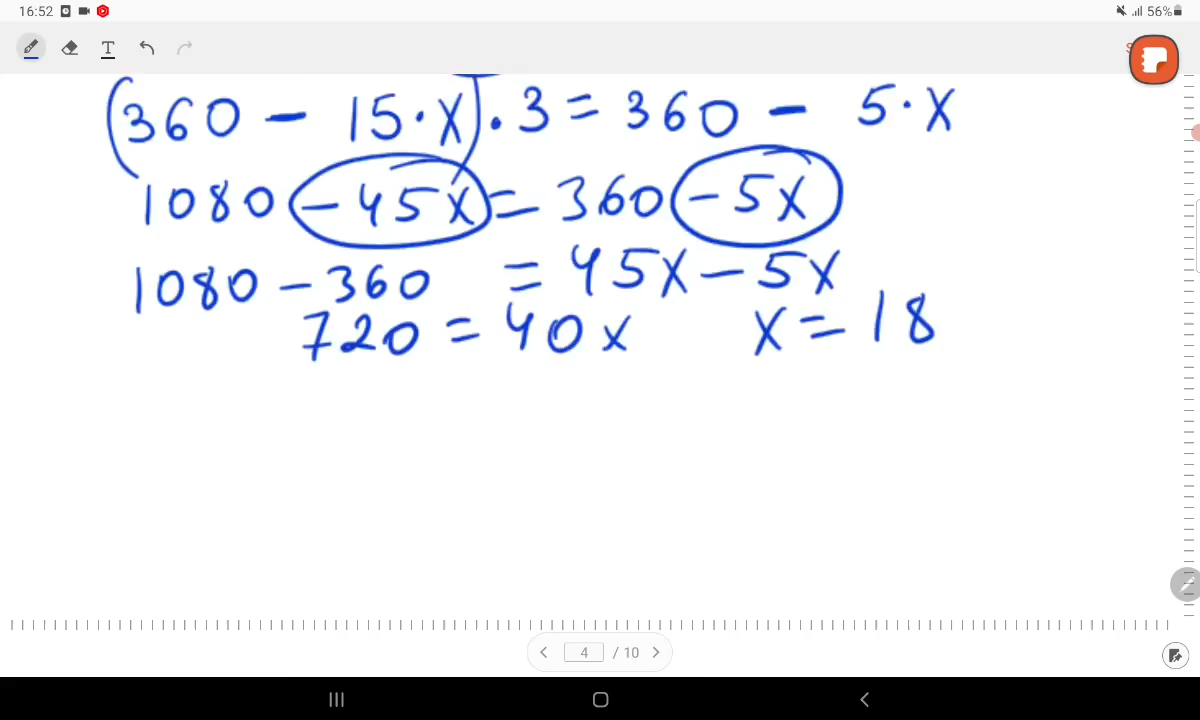 16:52 56%
T S
(360 - 15·x)·3 = 360 - 5·x
1080 - 45x = 360 - 5x
1080 - 360 = 45x - 5x
720 = 40x x = 18
4 / 10